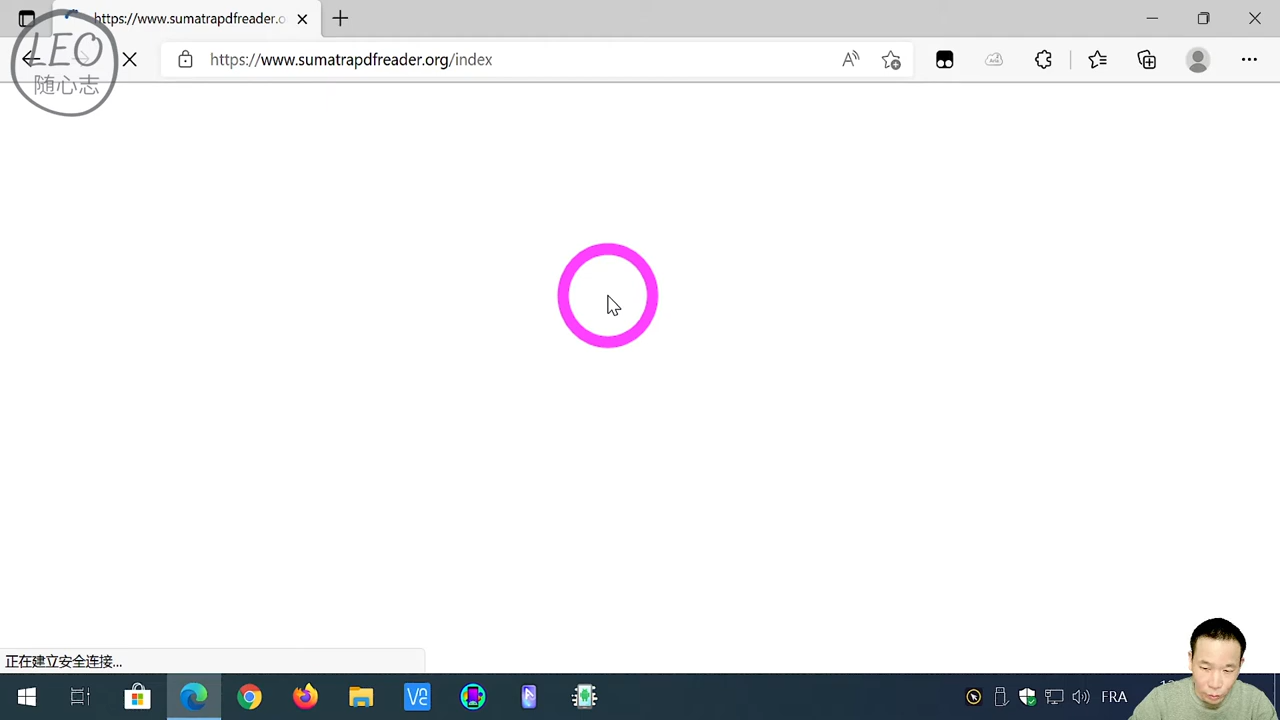 https://www.sumatrapdfreader.o
LEO
随心志
https://www.sumatrapdfreader.org/index
正在建立安全连接...
FRA